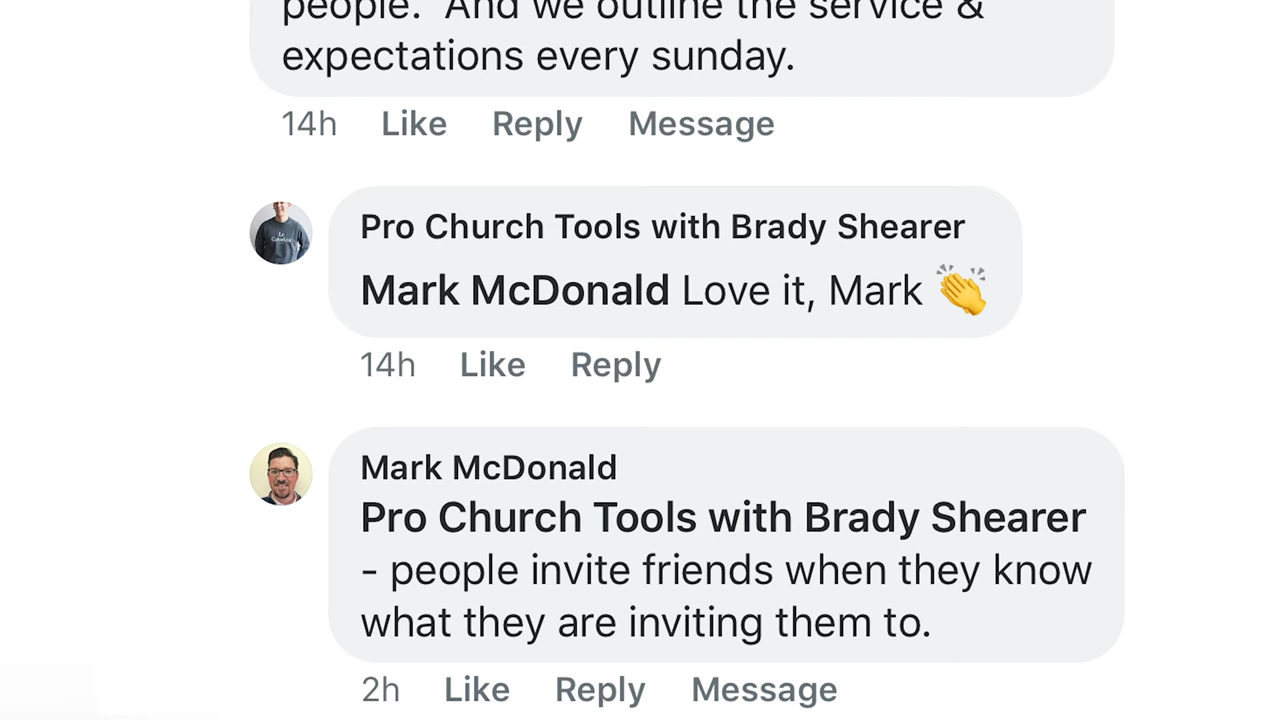 people. And we outline the service &
expectations every sunday.
14h Like Reply Message
Pro Church Tools with Brady Shearer
Mark McDonald Love it, Mark 👏
14h Like Reply
Mark McDonald
Pro Church Tools with Brady Shearer
- people invite friends when they know
what they are inviting them to.
2h Like Reply Message